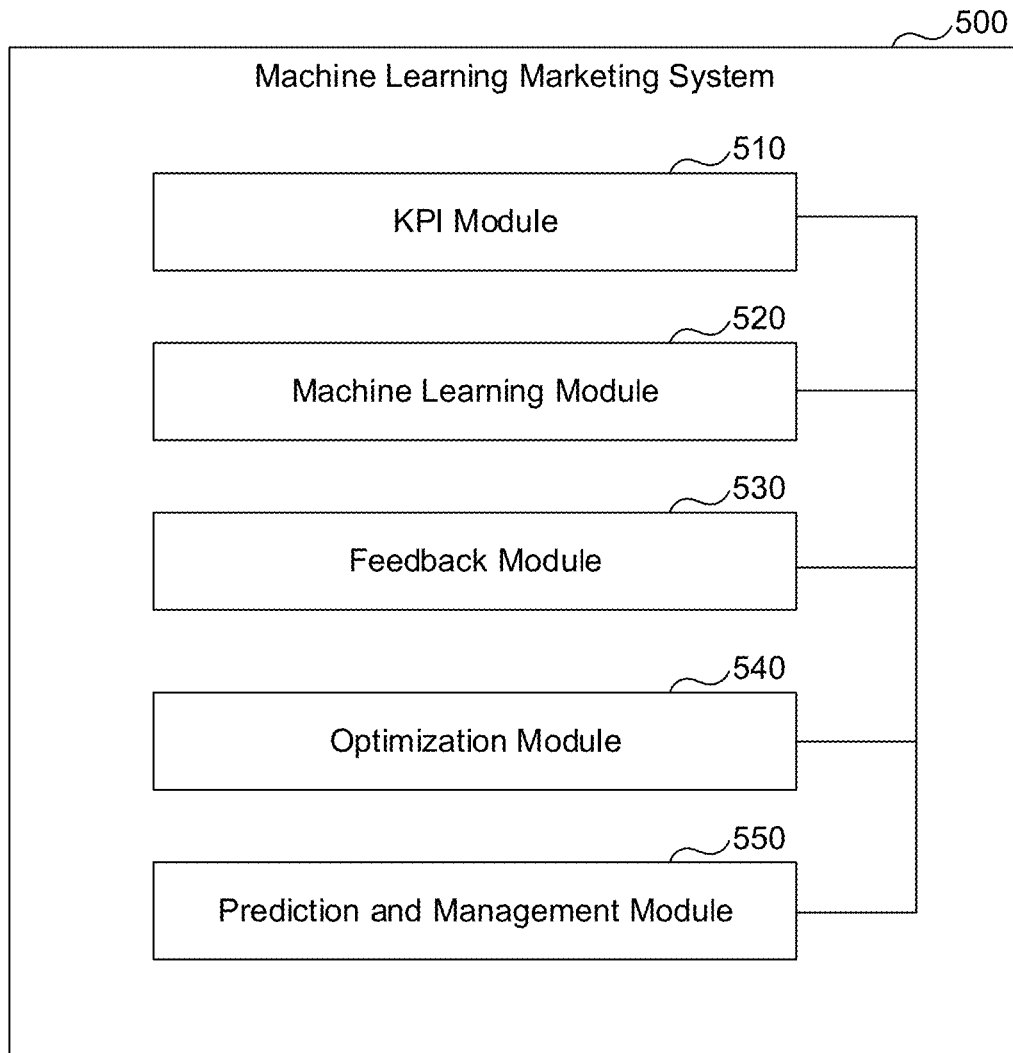 500
Machine Learning Marketing System
510
KPI Module
520
Machine Learning Module
530
Feedback Module
540
Optimization Module
550
Prediction and Management Module